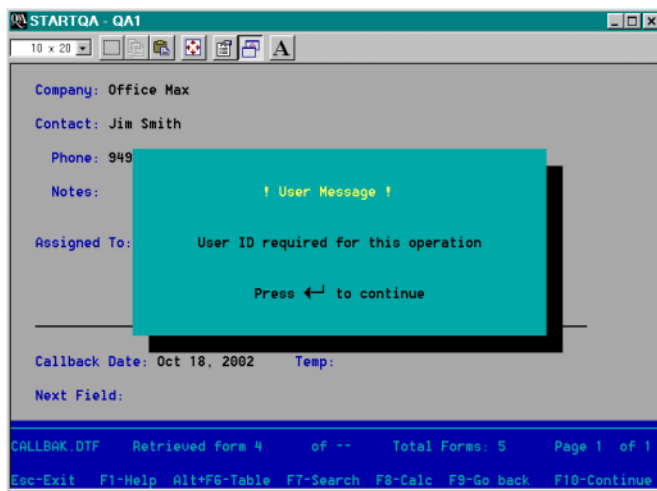 STARTQA - QA1
10 x 20
A
Company: Office Max
Contact: Jim Smith
Phone: 949
Notes:
! User Message !
Assigned To:
User ID required for this operation
Press ↵ to continue
Callback Date: Oct 18, 2002 Temp:
Next Field:
CALLBAK.DTF Retrieved form 4 of -- Total Forms: 5 Page 1 of 1
Esc-Exit F1-Help Alt+F6-Table F7-Search F8-Calc F9-Go back F10-Continue